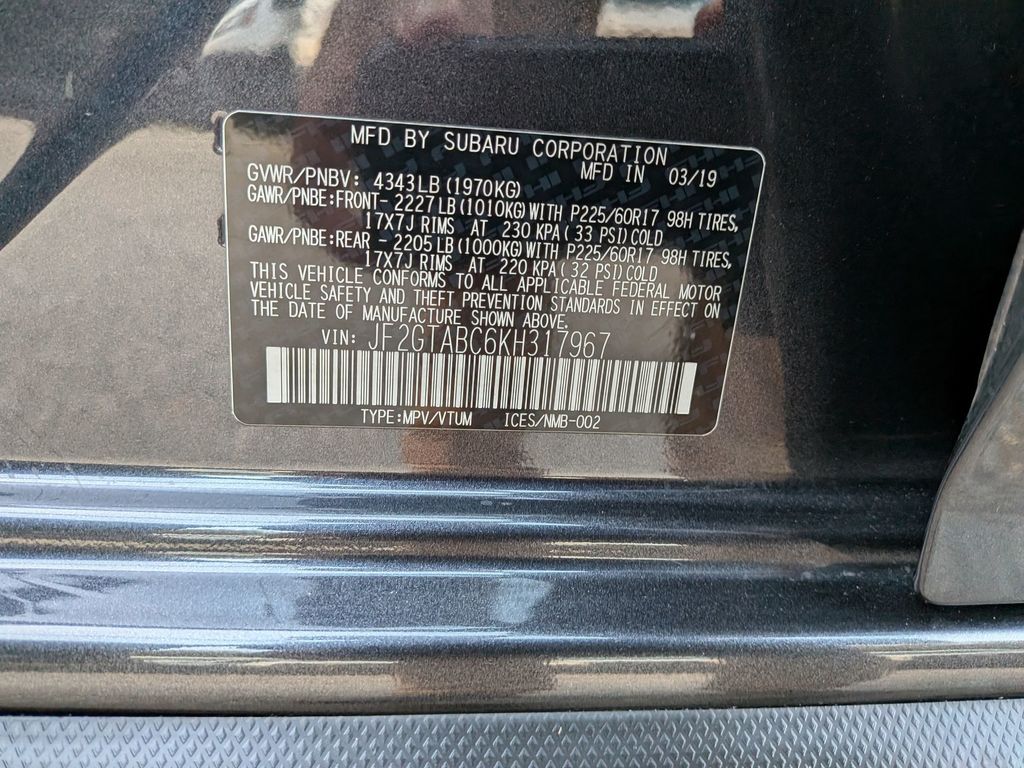 MFD BY SUBARU CORPORATION
MFD IN 03/19
GVWR/PNBV: 4343LB (1970KG)
GAWR/PNBE:FRONT- 2227LB (1010KG) WITH P225/60R17 98H TIRES,
17X7J RIMS AT 230 KPA( 33 PSI) COLD
GAWR/PNBE:REAR - 2205LB (1000KG) WITH P225/60R17 98H TIRES,
17X7J RIMS AT 220 KPA( 32 PSI) COLD
THIS VEHICLE CONFORMS TO ALL APPLICABLE FEDERAL MOTOR
VEHICLE SAFETY AND THEFT PREVENTION STANDARDS IN EFFECT ON
THE DATE OF MANUFACTURE SHOWN ABOVE.
VIN: JF2GTABC6KH317967
TYPE:MPV/VTUM ICES/NMB-002